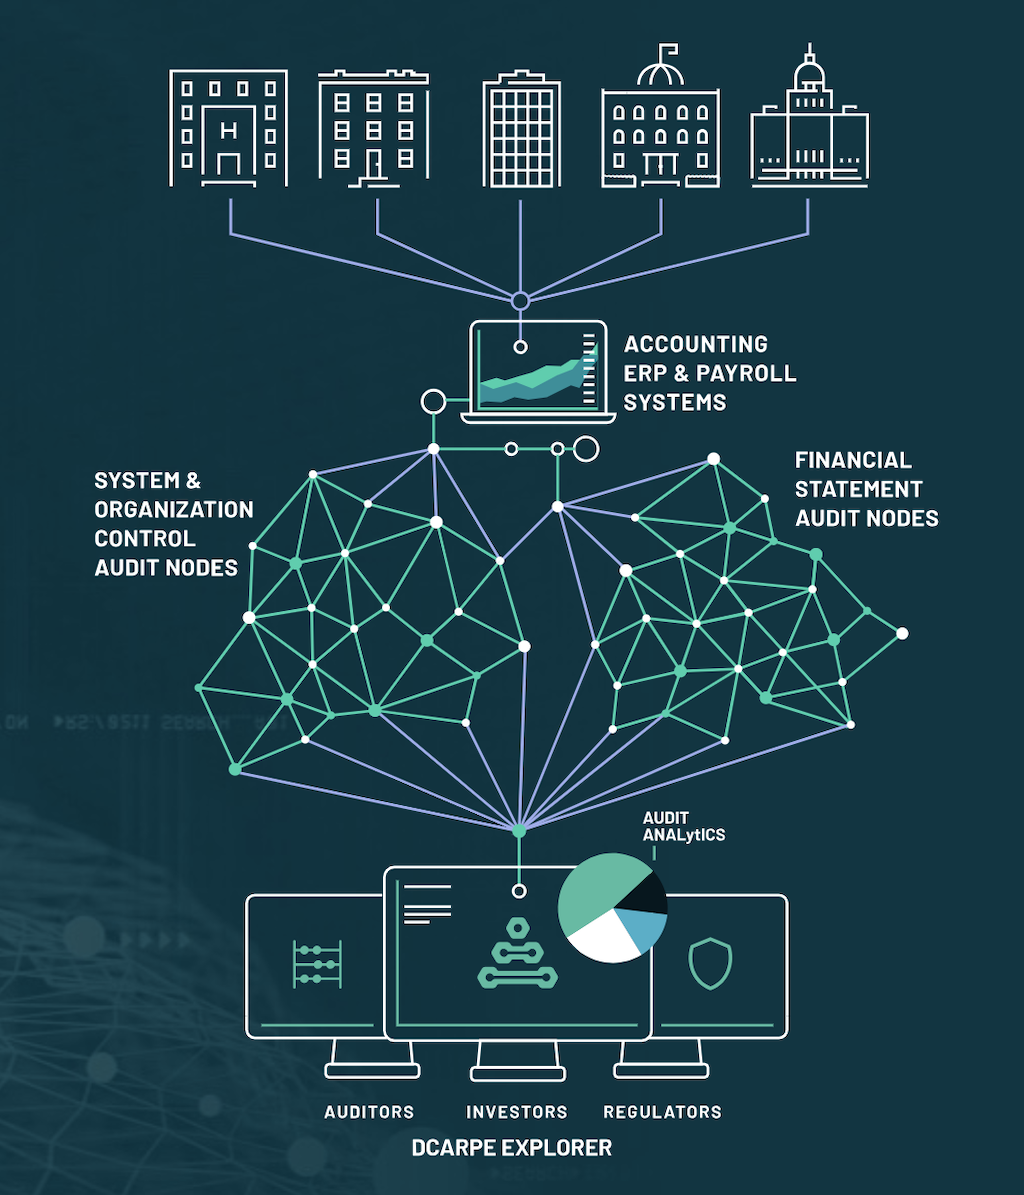 H
ACCOUNTING
ERP & PAYROLL
SYSTEMS
SYSTEM &
ORGANIZATION
CONTROL
AUDIT NODES
FINANCIAL
STATEMENT
AUDIT NODES
AUDIT
ANALytICS
AUDITORS
INVESTORS
REGULATORS
DCARPE EXPLORER